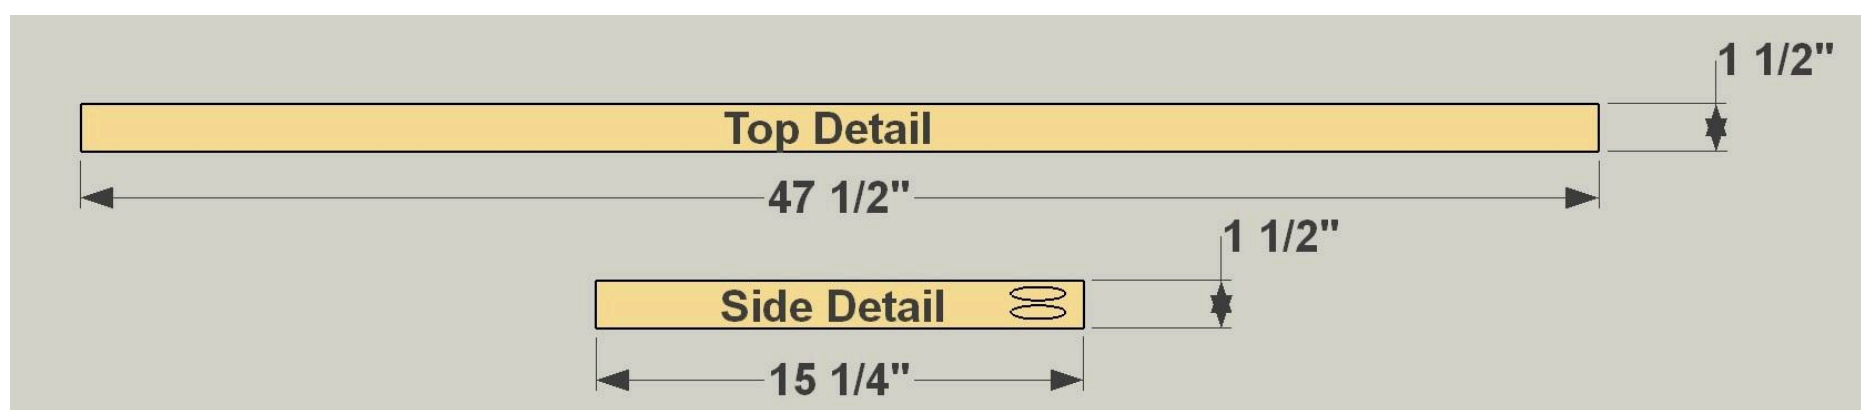 1 1/2"
Top Detail
47 1/2"
1 1/2"
Side Detail
15 1/4"